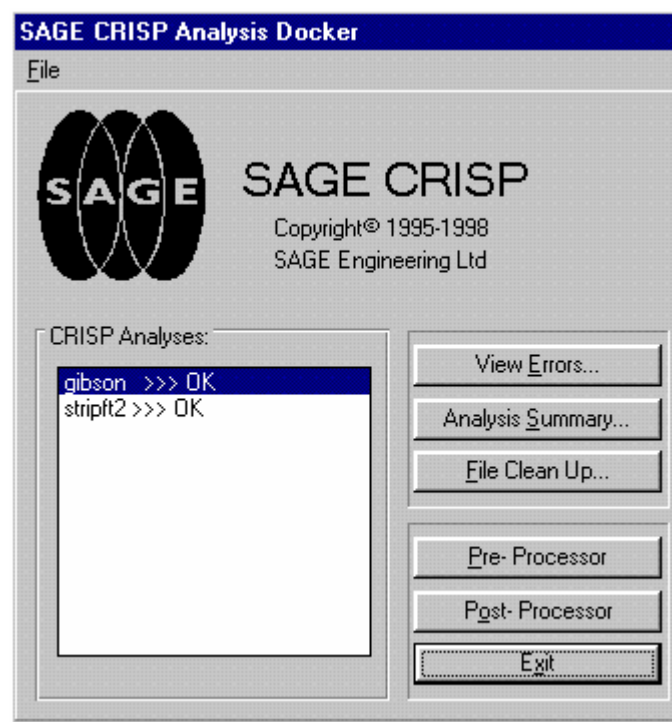 SAGE CRISP Analysis Docker
File
SAGE
SAGE CRISP
Copyright© 1995-1998
SAGE Engineering Ltd
CRISP Analyses:
gibson >>> OK
stripft2 >>> OK
View Errors...
Analysis Summary...
File Clean Up...
Pre- Processor
Post- Processor
Exit